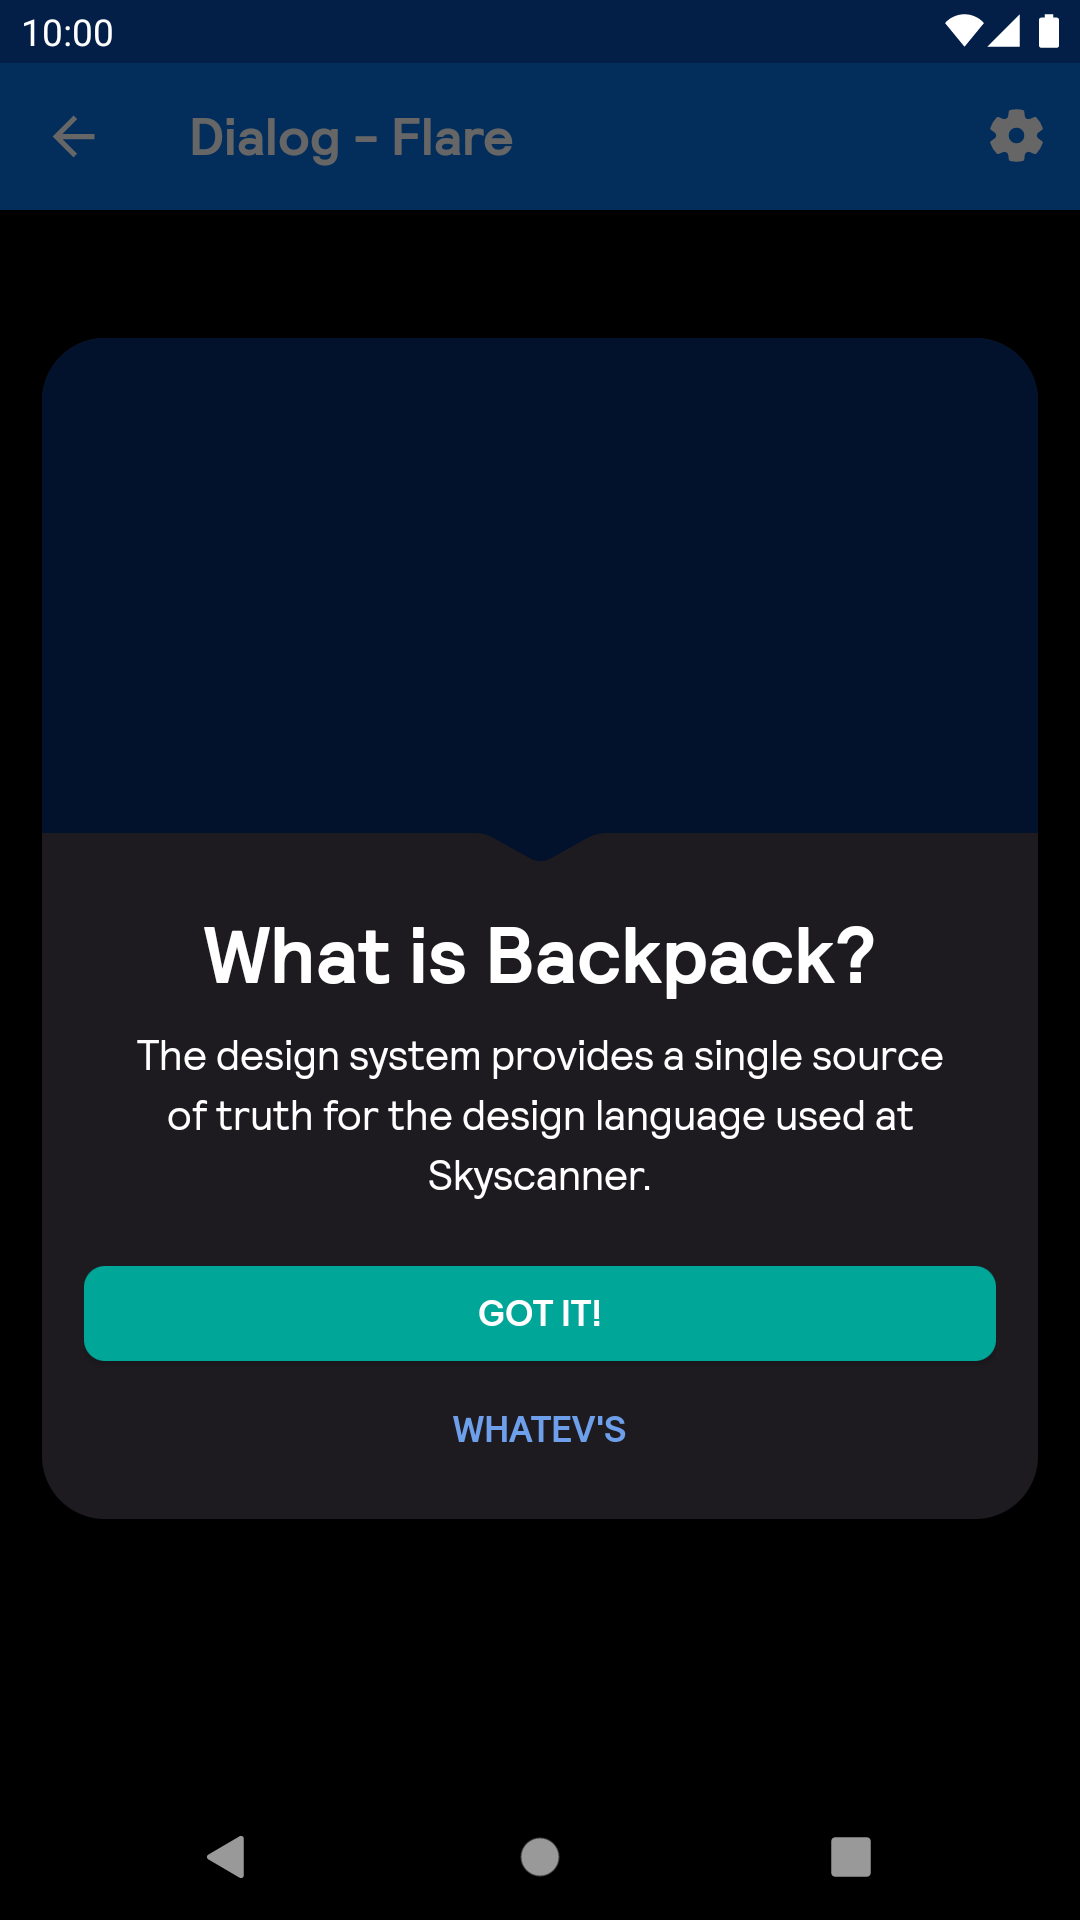 10:00
Dialog - Flare
What is Backpack?
The design system provides a single source
of truth for the design language used at
Skyscanner.
GOT IT!
WHATEV'S